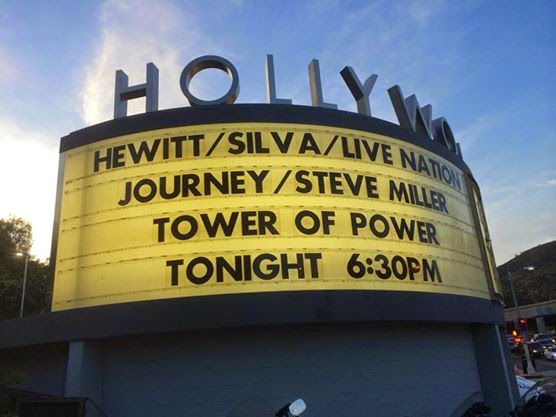 HOLLYWO
HEWITT/SILVA/LIVE NATION
JOURNEY/STEVE MILLER
TOWER OF POWER
TONIGHT 6:30PM